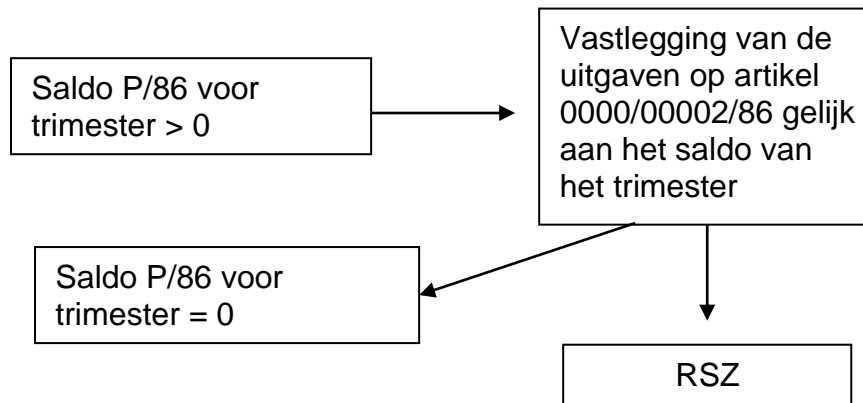 Saldo P/86 voor
trimester > 0
Vastlegging van de
uitgaven op artikel
0000/00002/86 gelijk
aan het saldo van
het trimester
Saldo P/86 voor
trimester = 0
RSZ